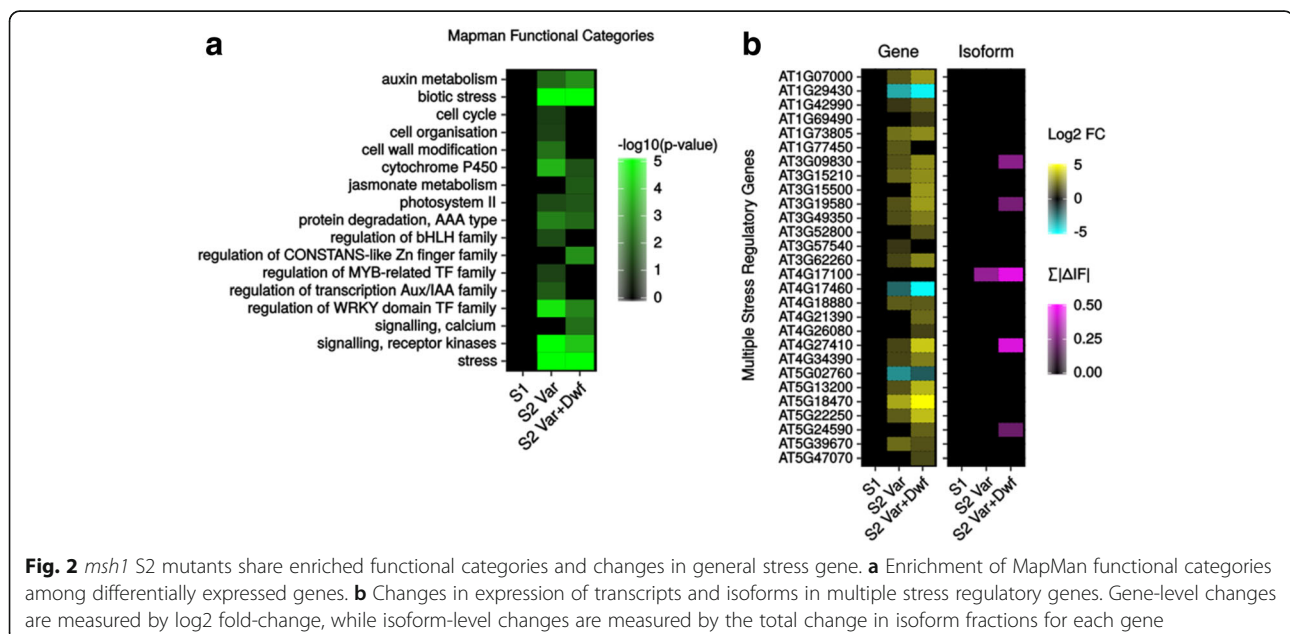 a
Mapman Functional Categories
auxin metabolism
biotic stress
cell cycle
cell organisation
cell wall modification
cytochrome P450
jasmonate metabolism
photosystem II
protein degradation, AAA type
regulation of bHLH family
regulation of CONSTANS-like Zn finger family
regulation of MYB-related TF family
regulation of transcription Aux/IAA family
regulation of WRKY domain TF family
signalling, calcium
signalling, receptor kinases
stress
S1
S2 Var
S2 Var+Dwf
-log10(p-value)
5
4
3
2
1
0
b
Gene
Isoform
Multiple Stress Regulatory Genes
AT1G07000
AT1G29430
AT1G42990
AT1G69490
AT1G73805
AT1G77450
AT3G09830
AT3G15210
AT3G15500
AT3G19580
AT3G49350
AT3G52800
AT3G57540
AT3G62260
AT4G17100
AT4G17460
AT4G18880
AT4G21390
AT4G26080
AT4G27410
AT4G34390
AT5G02760
AT5G13200
AT5G18470
AT5G22250
AT5G24590
AT5G39670
AT5G47070
S1
S2 Var
S2 Var+Dwf
S1
S2 Var
S2 Var+Dwf
Log2 FC
5
0
-5
Σ|ΔIF|
0.50
0.25
0.00
Fig. 2 msh1 S2 mutants share enriched functional categories and changes in general stress gene. a Enrichment of MapMan functional categories
among differentially expressed genes. b Changes in expression of transcripts and isoforms in multiple stress regulatory genes. Gene-level changes
are measured by log2 fold-change, while isoform-level changes are measured by the total change in isoform fractions for each gene